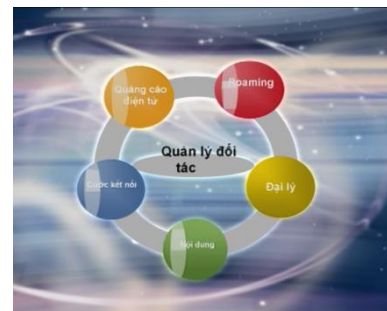 Quảng cáo
điện tử
Roaming
Quản lý đối
tác
Cước kết nối
Đại lý
Nội dung